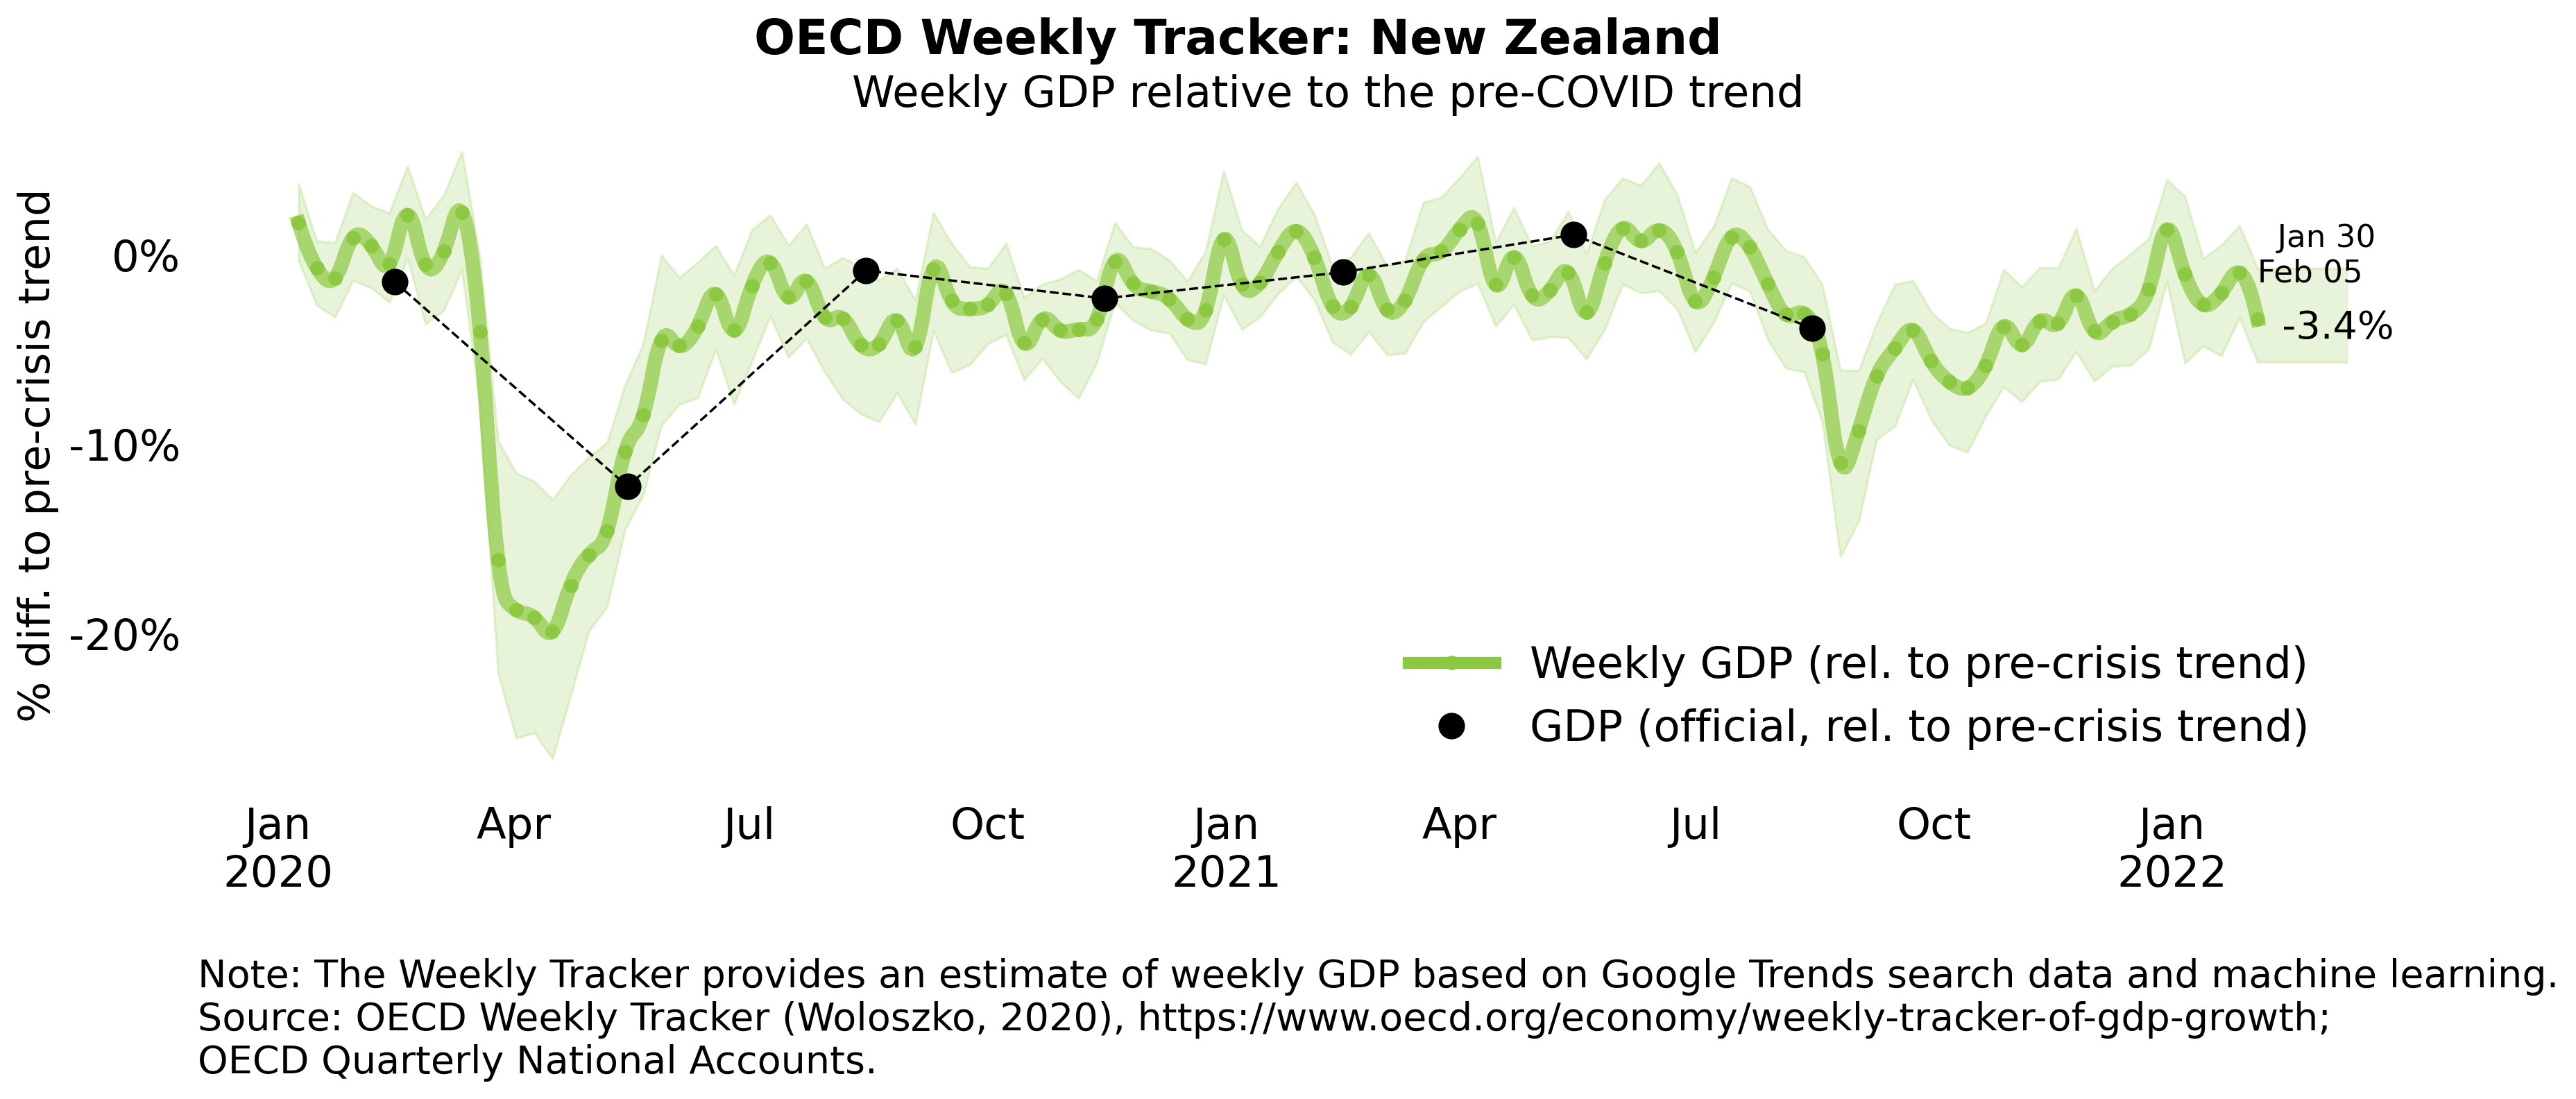 OECD Weekly Tracker: New Zealand
Weekly GDP relative to the pre-COVID trend
% diff. to pre-crisis trend
0%
-10%
-20%
Jan 30
Feb 05
-3.4%
Weekly GDP (rel. to pre-crisis trend)
GDP (official, rel. to pre-crisis trend)
Jan Apr Jul Oct Jan Apr Jul Oct Jan
2020 2021 2022
Note: The Weekly Tracker provides an estimate of weekly GDP based on Google Trends search data and machine learning.
Source: OECD Weekly Tracker (Woloszko, 2020), https://www.oecd.org/economy/weekly-tracker-of-gdp-growth;
OECD Quarterly National Accounts.